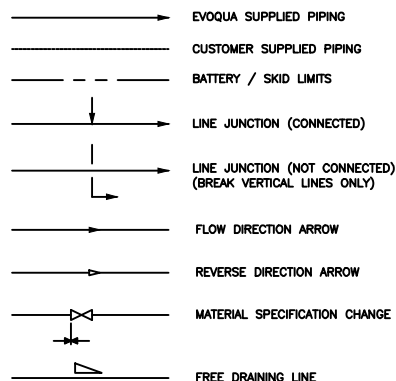 EVOQUA SUPPLIED PIPING
CUSTOMER SUPPLIED PIPING
BATTERY / SKID LIMITS
LINE JUNCTION (CONNECTED)
LINE JUNCTION (NOT CONNECTED)
(BREAK VERTICAL LINES ONLY)
FLOW DIRECTION ARROW
REVERSE DIRECTION ARROW
MATERIAL SPECIFICATION CHANGE
FREE DRAINING LINE